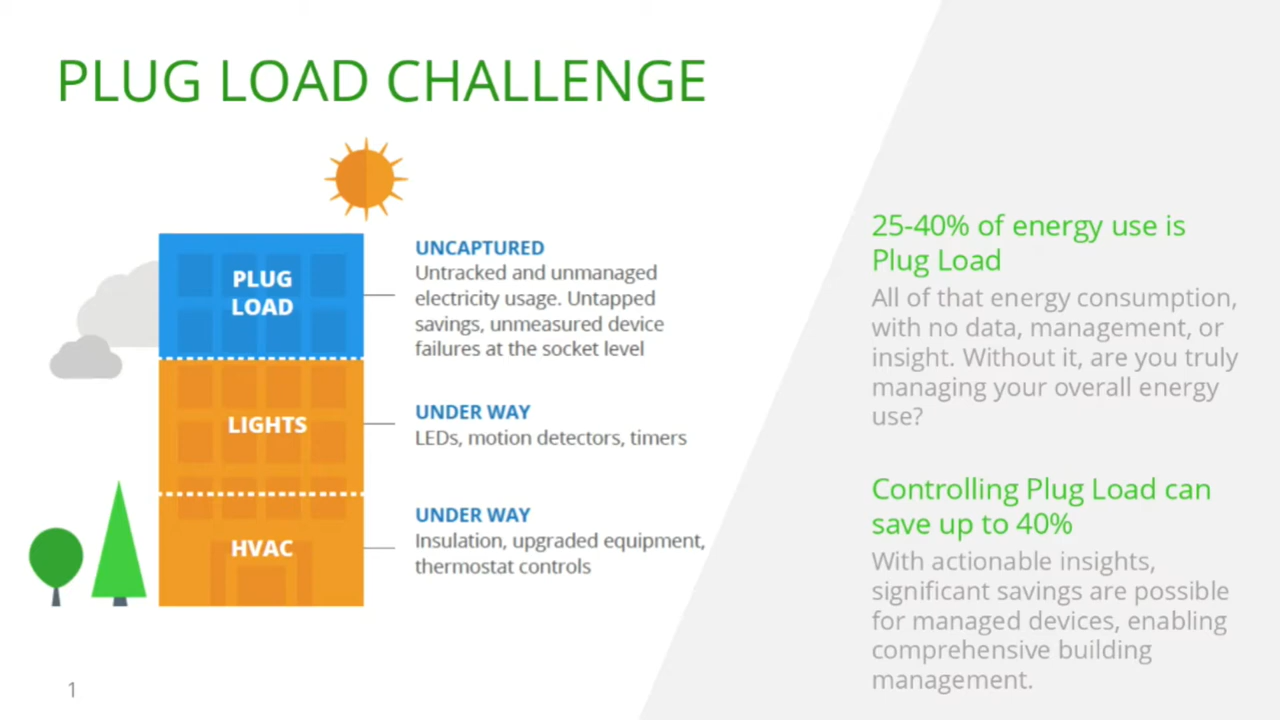 PLUG LOAD CHALLENGE
PLUG
LOAD
UNCAPTURED
Untracked and unmanaged
electricity usage. Untapped
savings, unmeasured device
failures at the socket level
LIGHTS
UNDER WAY
LEDs, motion detectors, timers
HVAC
UNDER WAY
Insulation, upgraded equipment,
thermostat controls
25-40% of energy use is
Plug Load
All of that energy consumption,
with no data, management, or
insight. Without it, are you truly
managing your overall energy
use?
Controlling Plug Load can
save up to 40%
With actionable insights,
significant savings are possible
for managed devices, enabling
comprehensive building
management.
1